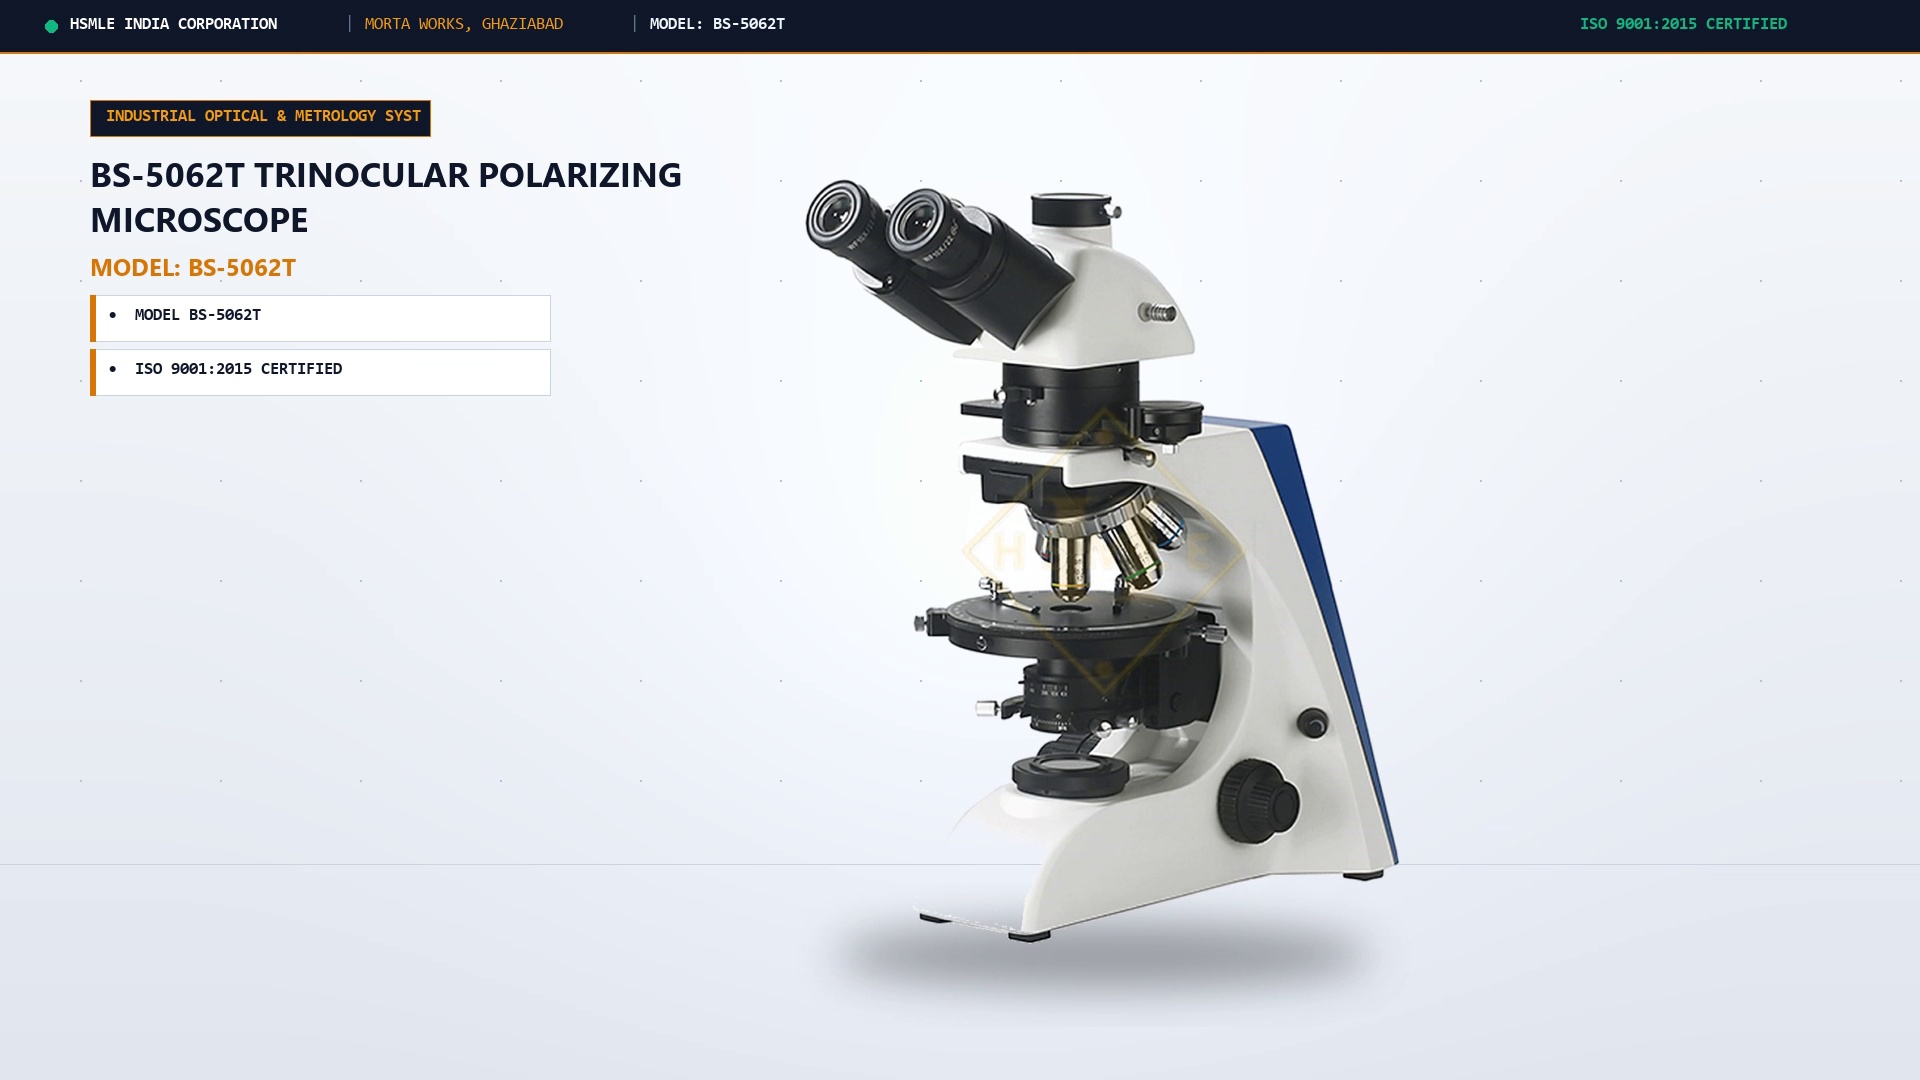 HSMLE INDIA CORPORATION
MORTA WORKS, GHAZIABAD
MODEL: BS-5062T
ISO 9001:2015 CERTIFIED
INDUSTRIAL OPTICAL & METROLOGY SYST
BS-5062T TRINOCULAR POLARIZING
MICROSCOPE
MODEL: BS-5062T
• MODEL BS-5062T
• ISO 9001:2015 CERTIFIED